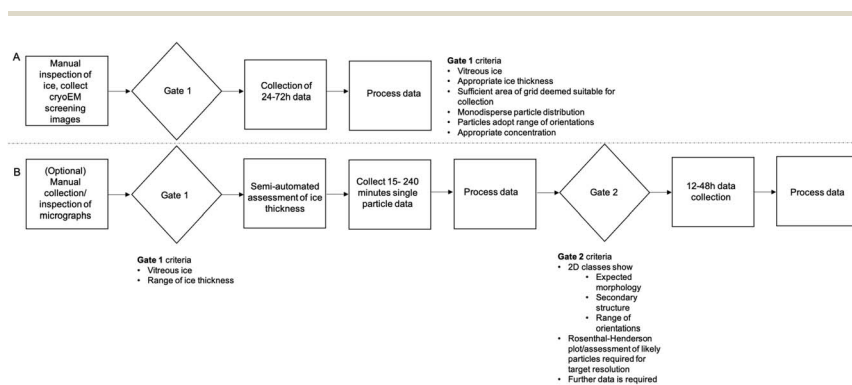 A
Manual
inspection of
ice, collect
cryoEM
screening
images
Gate 1
Collection of
24-72h data
Process data
Gate 1 criteria
• Vitreous ice
• Appropriate ice thickness
• Sufficient area of grid deemed suitable for
collection
• Monodisperse particle distribution
• Particles adopt range of orientations
• Appropriate concentration
B
(Optional)
Manual
collection/
inspection of
micrographs
Gate 1
Semi-automated
assessment of ice
thickness
Collect 15- 240
minutes single
particle data
Process data
Gate 2
12-48h data
collection
Process data
Gate 1 criteria
• Vitreous ice
• Range of ice thickness
Gate 2 criteria
• 2D classes show
• Expected
morphology
• Secondary
structure
• Range of
orientations
• Rosenthal-Henderson
plot/assessment of likely
particles required for
target resolution
• Further data is required